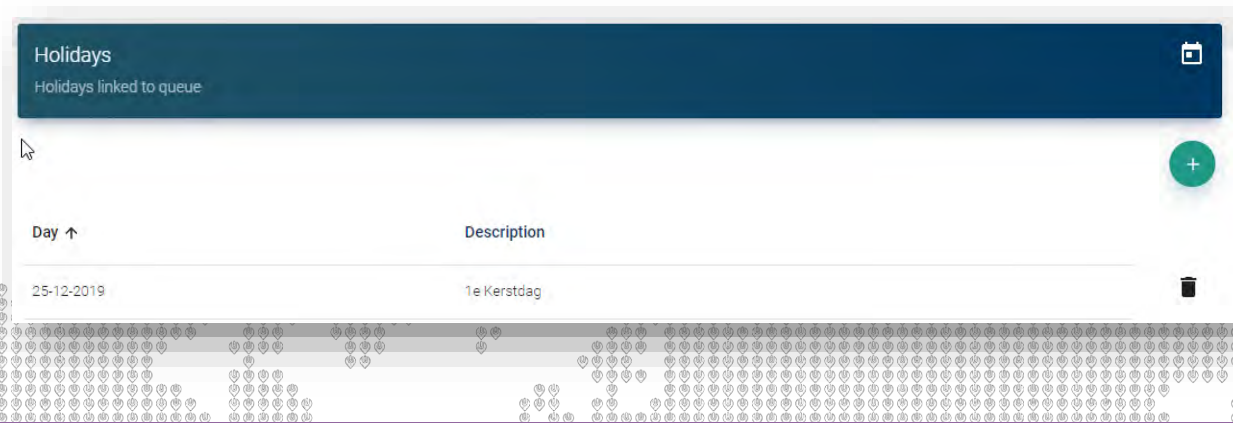 Holidays
Holidays linked to queue
Day
Description
25-12-2019
1e Kerstdag